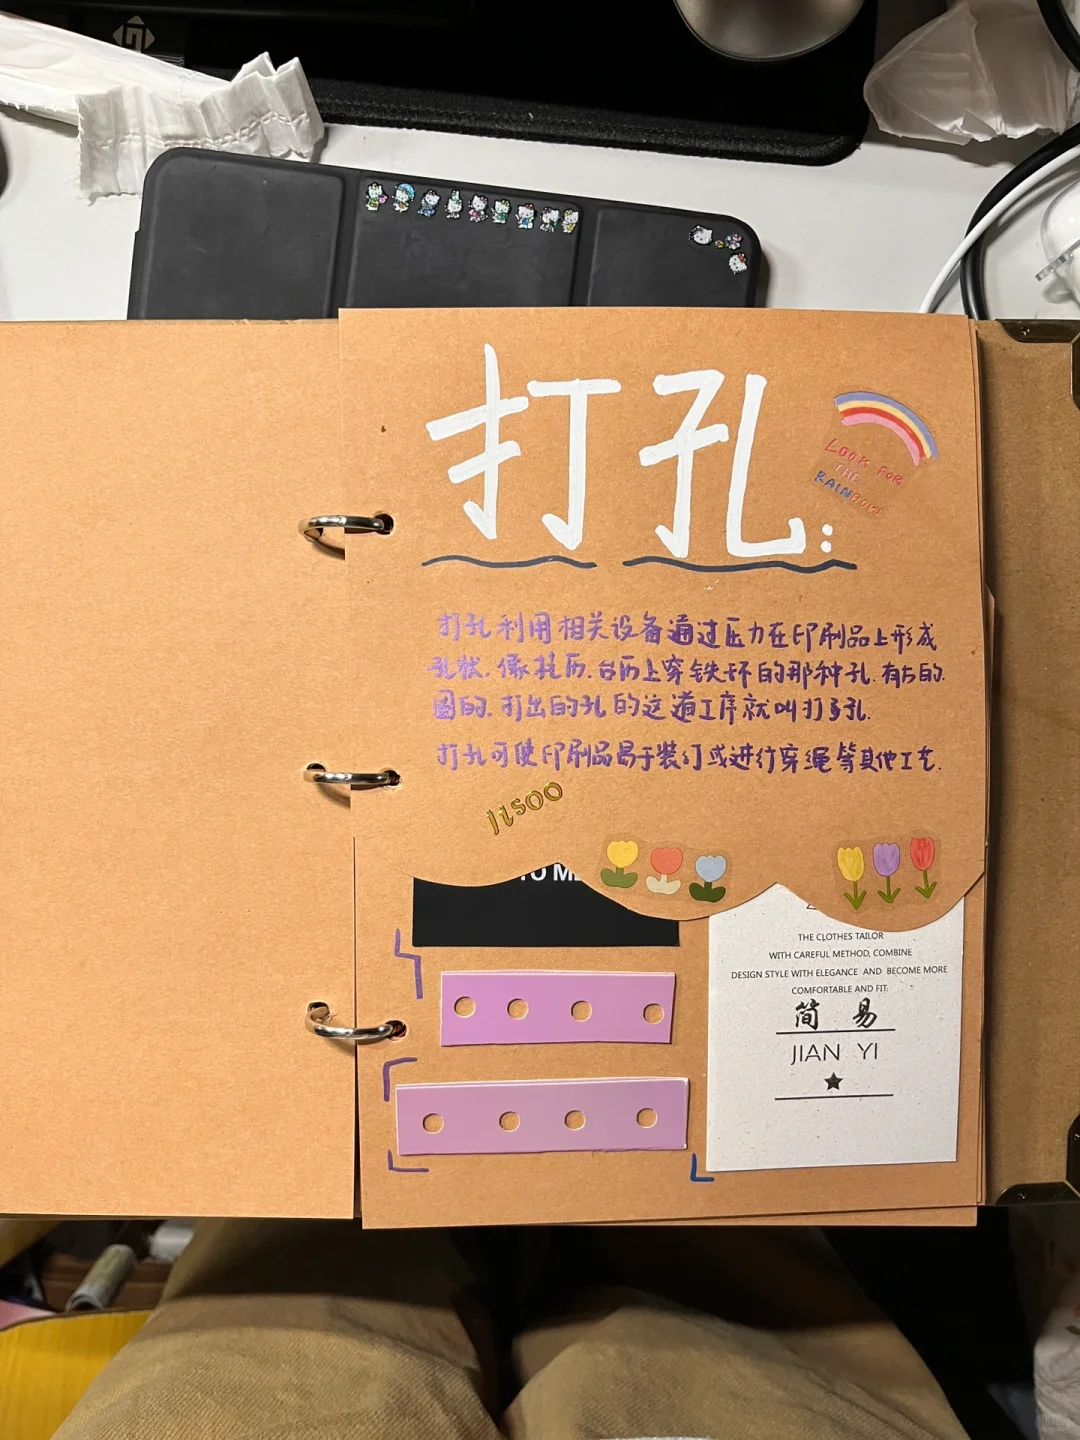 打孔:
LOOK FOR
THE
RAINBOW
打孔利用相关设备通过压力在印刷品上形成
孔状.像挂历.台历上穿铁环的那种孔.有方的.
圆的.打出的孔的这道工序就叫打孔.
打孔可使印刷品易于装订或进行穿绳等其他工艺.
JISOO
TO ME
THE CLOTHES TAILOR
WITH CAREFUL METHOD, COMBINE
DESIGN STYLE WITH ELEGANCE AND BECOME MORE
COMFORTABLE AND FIT.
简 易
JIAN YI